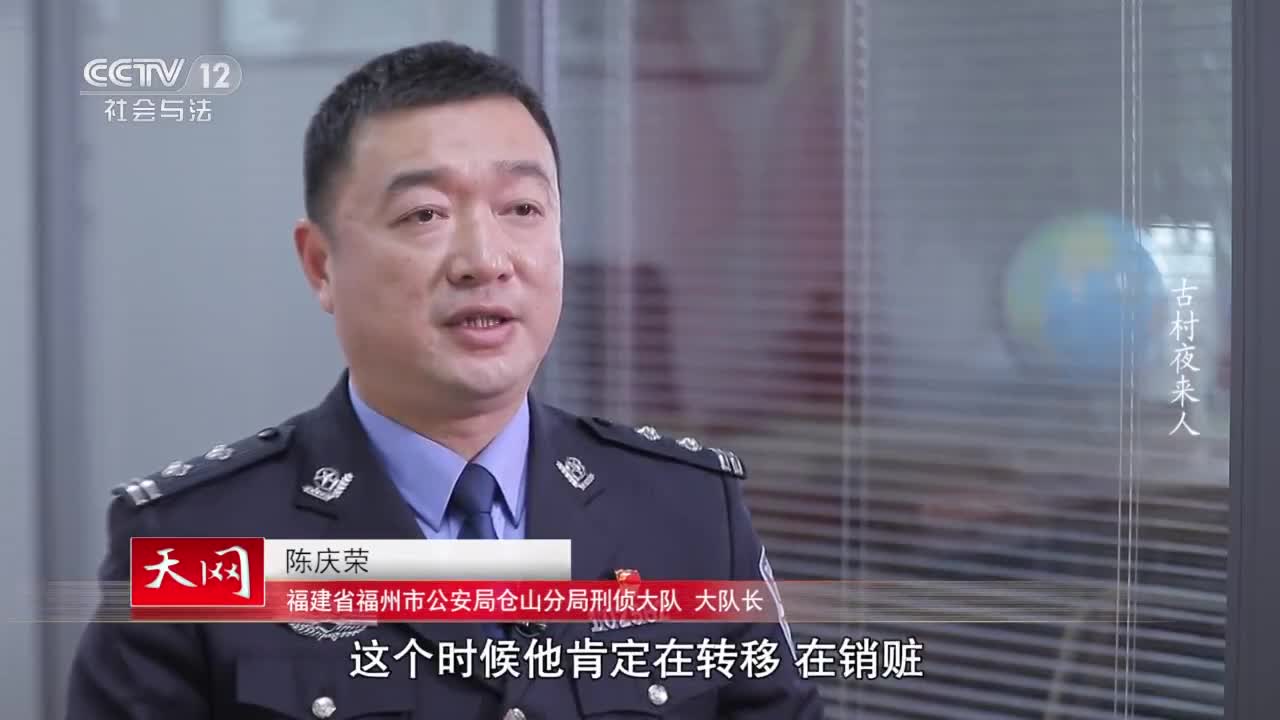 CCTV 12
社会与法
古村夜来人
天网
陈庆荣
福建省福州市公安局仓山分局刑侦大队 大队长
这个时候他肯定在转移 在销赃